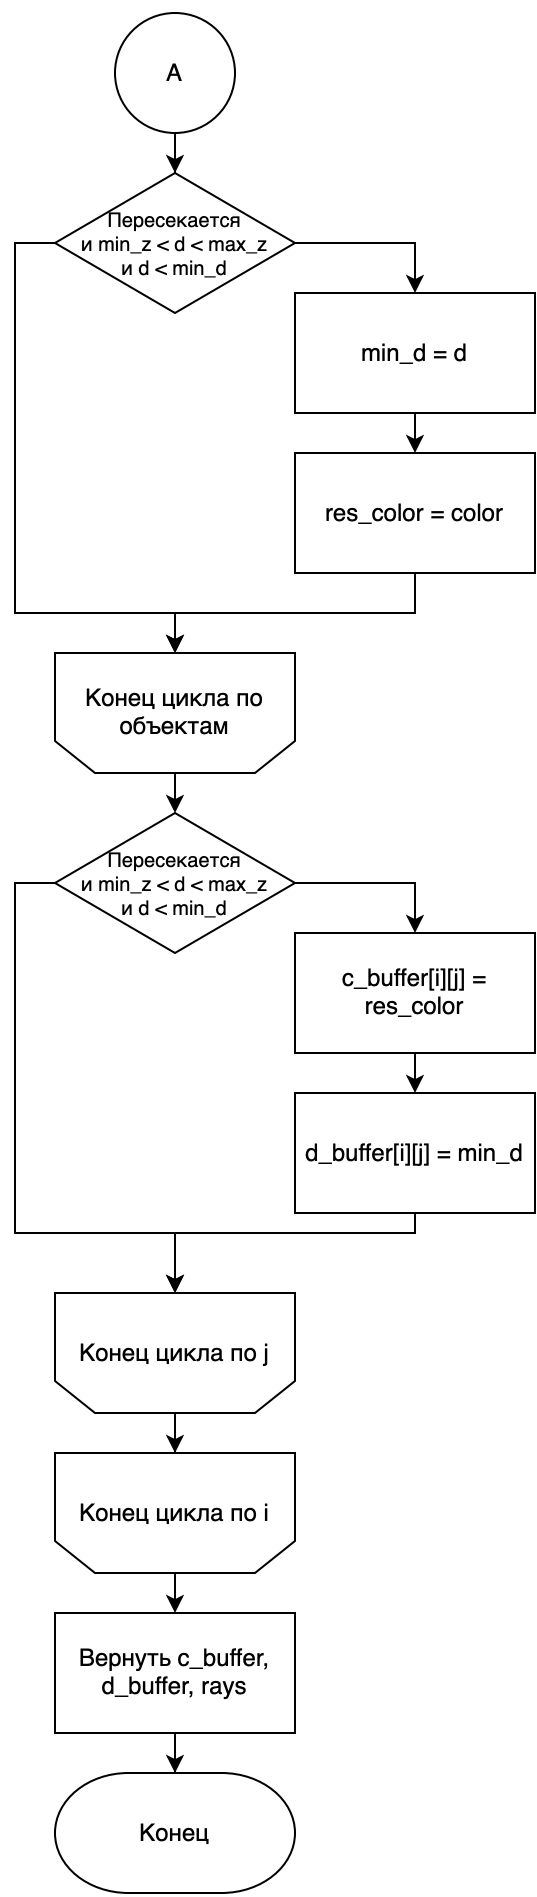 A
Пересекается
и min_z < d < max_z
и d < min_d
min_d = d
res_color = color
Конец цикла по
объектам
Пересекается
и min_z < d < max_z
и d < min_d
c_buffer[i][j] =
res_color
d_buffer[i][j] = min_d
Конец цикла по j
Конец цикла по i
Вернуть c_buffer,
d_buffer, rays
Конец